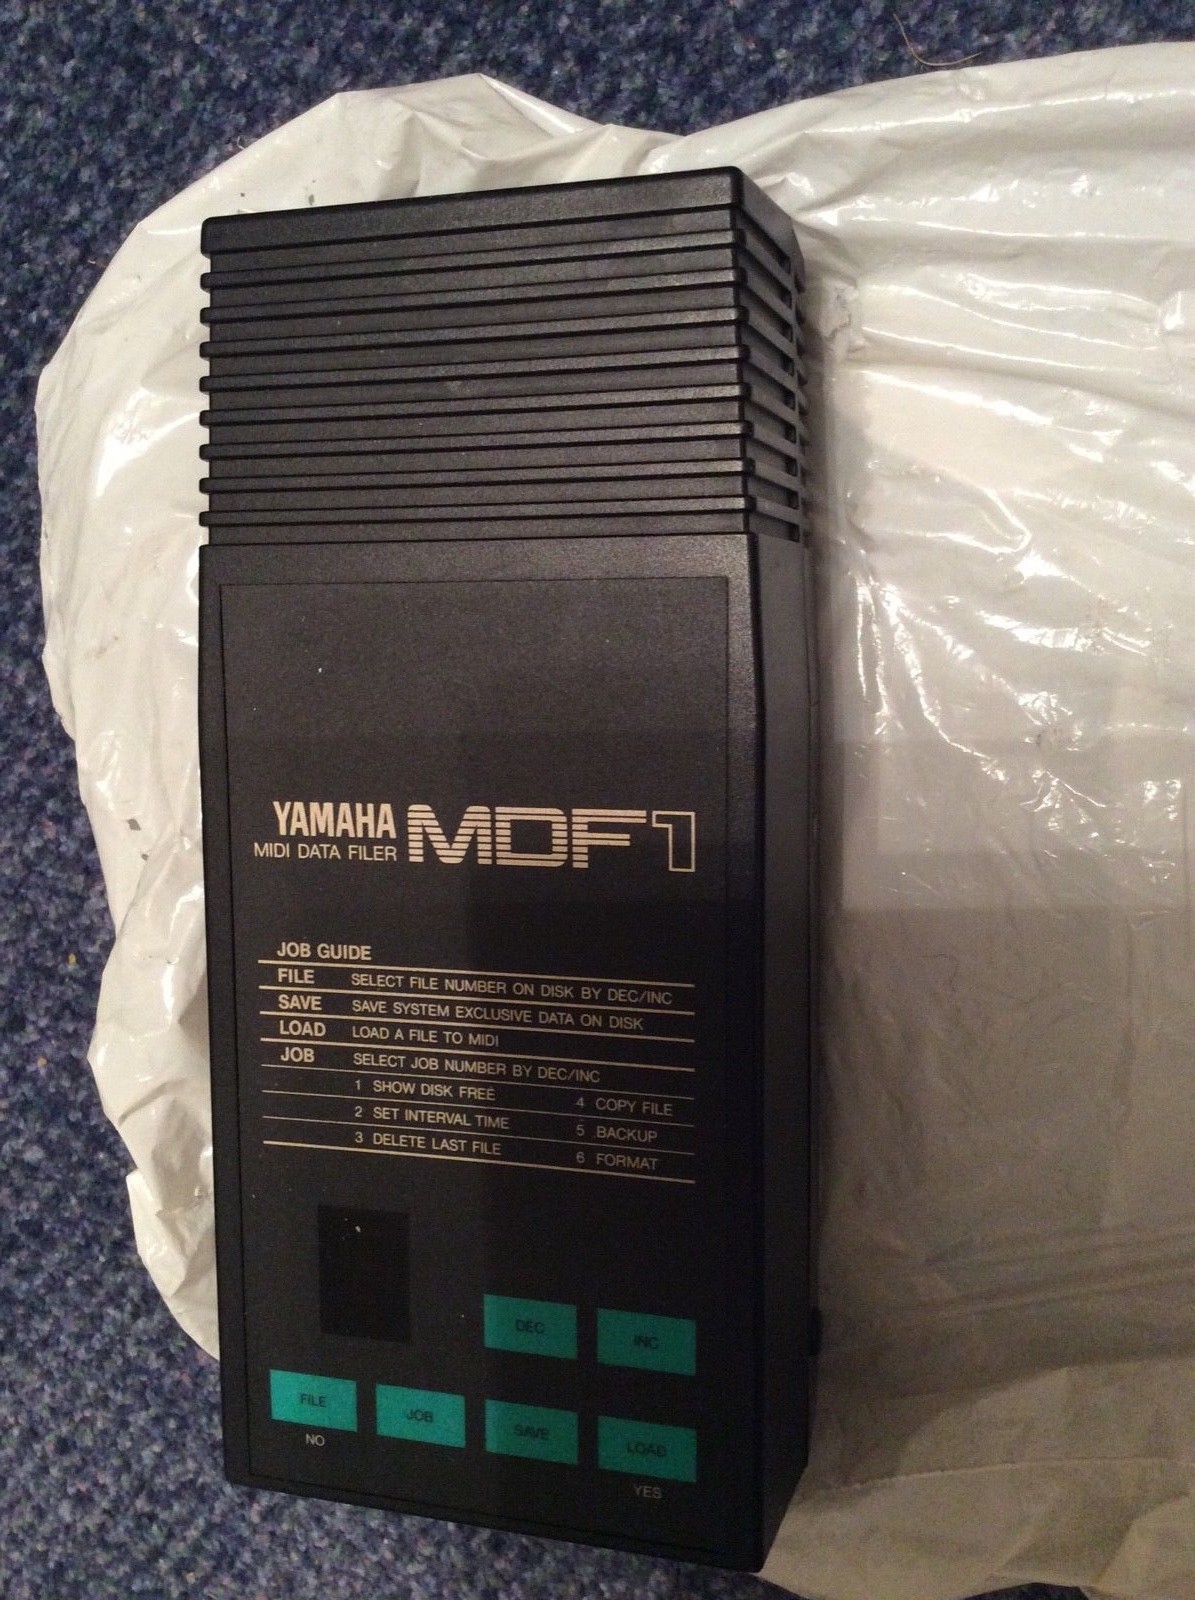 YAMAHA MDF1
MIDI DATA FILER
JOB GUIDE
FILE SELECT FILE NUMBER ON DISK BY DEC/INC
SAVE SAVE SYSTEM EXCLUSIVE DATA ON DISK
LOAD LOAD A FILE TO MIDI
JOB SELECT JOB NUMBER BY DEC/INC
1 SHOW DISK FREE 4 COPY FILE
2 SET INTERVAL TIME 5 BACKUP
3 DELETE LAST FILE 6 FORMAT
DEC INC
FILE JOB SAVE LOAD
NO YES